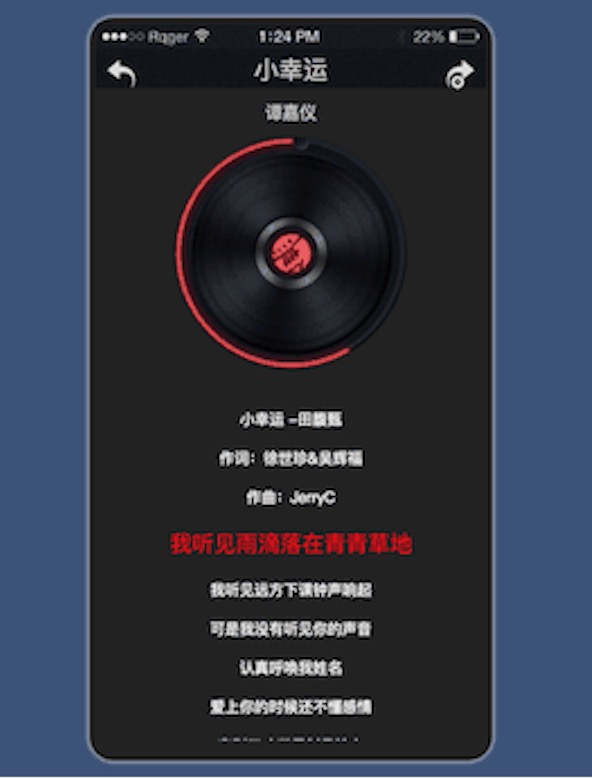 Rqger 1:24 PM 22%
小幸运
谭嘉仪
小幸运 -田馥甄
作词：徐世珍&吴辉福
作曲：JerryC
我听见雨滴落在青青草地
我听见远方下课钟声响起
可是我没有听见你的声音
认真呼唤我姓名
爱上你的时候还不懂感情